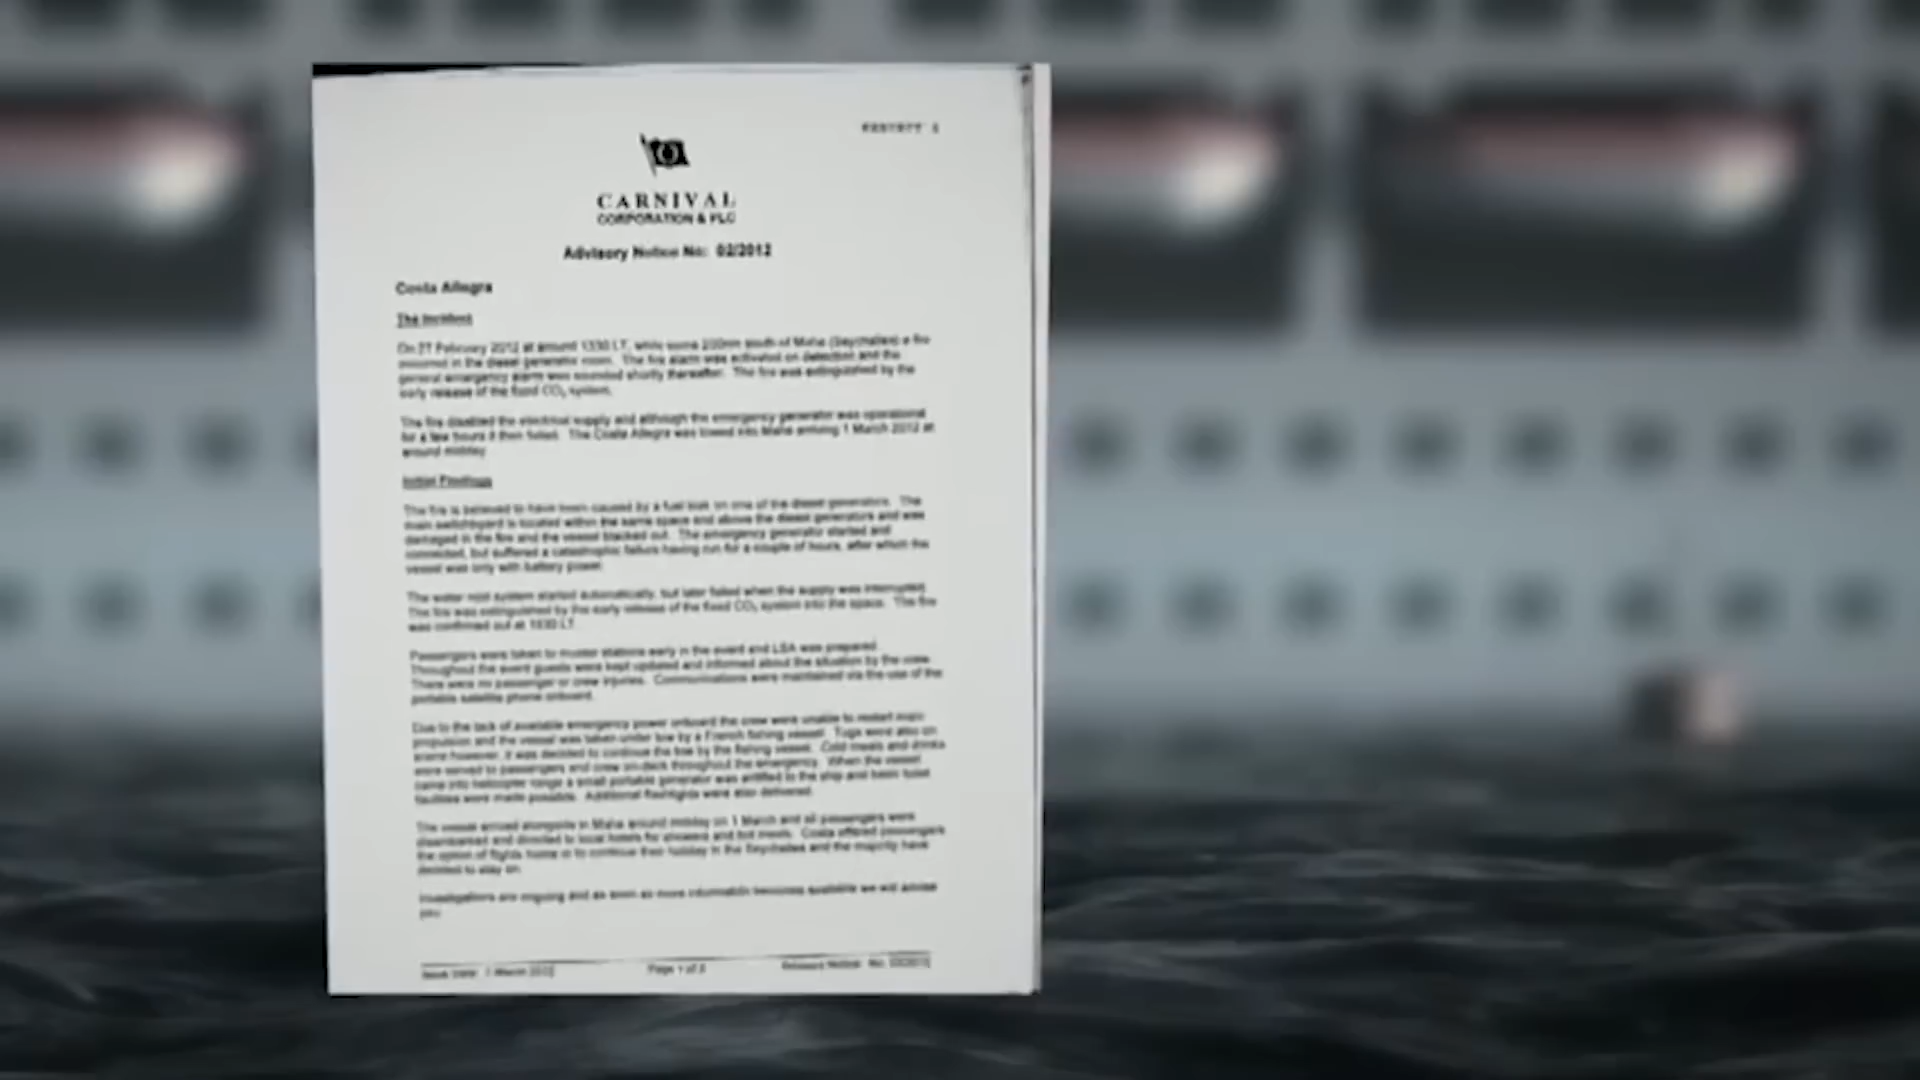 EXHIBIT 1
CARNIVAL
CORPORATION & PLC
Advisory Notice No: 02/2012
Costa Allegra
The Incident
On 27 February 2012 at around 1330 LT, while some 200nm south of Mahe (Seychelles) a fire
occurred in the diesel generator room. The fire alarm was activated on detection and the
general emergency alarm was sounded shortly thereafter. The fire was extinguished by the
early release of the fixed CO₂ system.
The fire disabled the electrical supply and although the emergency generator was operational
for a few hours it then failed. The Costa Allegra was towed into Mahe arriving 1 March 2012 at
around midday
Initial Findings
The fire is believed to have been caused by a fuel leak on one of the diesel generators. The
main switchboard is located within the same space and above the diesel generators and was
damaged in the fire and the vessel blacked out. The emergency generator started and
connected, but suffered a catastrophic failure having run for a couple of hours, after which the
vessel was only with battery power.
The water mist system started automatically, but later failed when the supply was interrupted.
The fire was extinguished by the early release of the fixed CO₂ system into the space. The fire
was confirmed out at LT
Passengers were taken to muster stations early in the event and LSA was prepared.
Throughout the event guests were kept updated and informed about the situation by the crew.
There were no passenger or crew injuries. Communications were maintained via the use of the
portable satellite phone onboard.
Due to the lack of available emergency power onboard the crew were unable to restart main
propulsion and the vessel was taken under tow by a French fishing vessel. Tugs were also on
scene however, it was decided to continue the tow by the fishing vessel. Cold meals and drinks
were served to passengers and crew on-deck throughout the emergency. When the vessel
came into helicopter range a small portable generator was airlifted to the ship and basic toilet
facilities were made possible. Additional flashlights were also delivered.
The vessel arrived alongside in Mahe around midday on 1 March and all passengers were
disembarked and directed to local hotels for showers and hot meals. Costa offered passengers
the option of flights home or to continue their holiday in the Seychelles and the majority have
decided to stay on.
Investigations are ongoing and as soon as more information becomes available we will advise
you.
Issue Date: 1 March 2012 Page 1 of Advisory Notice No. 02/2012